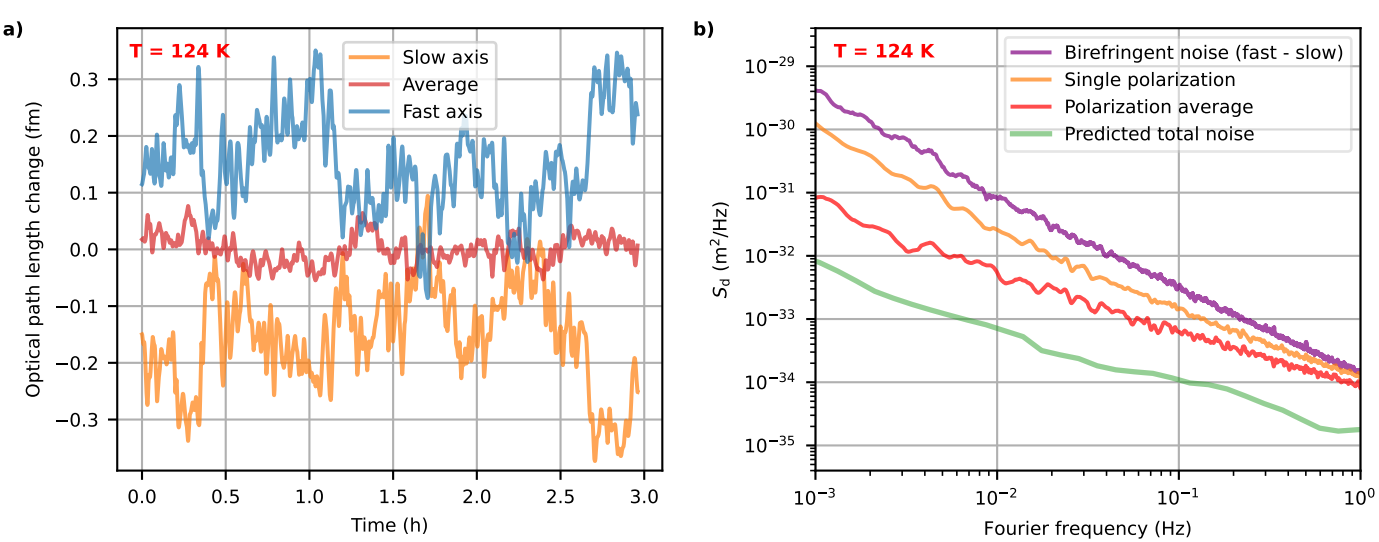 a)
T = 124 K
Slow axis
Average
Fast axis
Optical path length change (fm)
0.3
0.2
0.1
0.0
−0.1
−0.2
−0.3
0.0 0.5 1.0 1.5 2.0 2.5 3.0
Time (h)
b)
T = 124 K
Birefringent noise (fast - slow)
Single polarization
Polarization average
Predicted total noise
S_d (m²/Hz)
10⁻²⁹
10⁻³⁰
10⁻³¹
10⁻³²
10⁻³³
10⁻³⁴
10⁻³⁵
10⁻³ 10⁻² 10⁻¹ 10⁰
Fourier frequency (Hz)